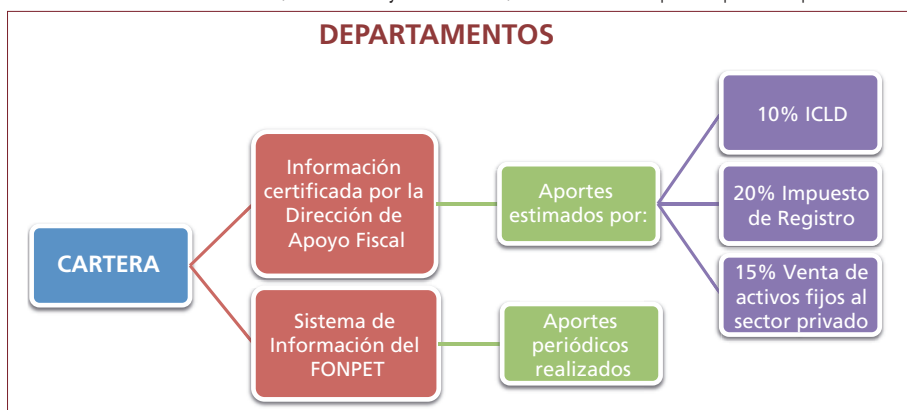 DEPARTAMENTOS
CARTERA
Información
certificada por la
Dirección de
Apoyo Fiscal
Aportes
estimados por:
10% ICLD
20% Impuesto
de Registro
15% Venta de
activos fijos al
sector privado
Sistema de
Información del
FONPET
Aportes
periódicos
realizados